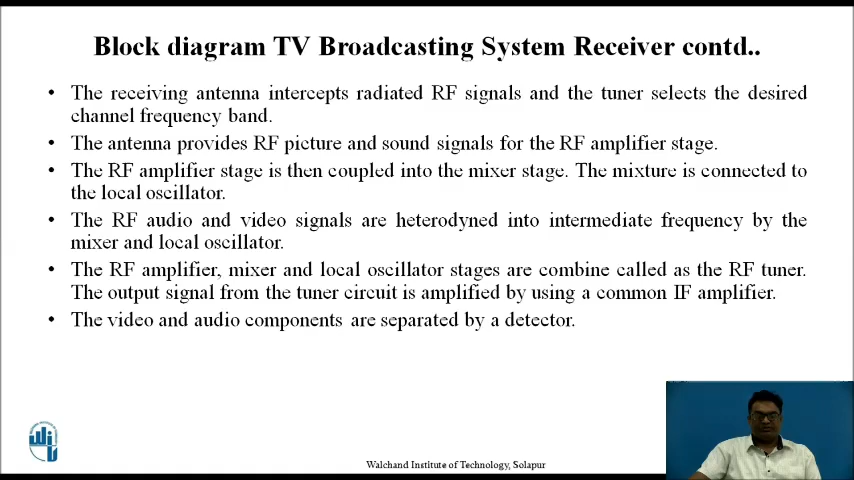 Block diagram TV Broadcasting System Receiver contd..
• The receiving antenna intercepts radiated RF signals and the tuner selects the desired
channel frequency band.
• The antenna provides RF picture and sound signals for the RF amplifier stage.
• The RF amplifier stage is then coupled into the mixer stage. The mixture is connected to
the local oscillator.
• The RF audio and video signals are heterodyned into intermediate frequency by the
mixer and local oscillator.
• The RF amplifier, mixer and local oscillator stages are combine called as the RF tuner.
The output signal from the tuner circuit is amplified by using a common IF amplifier.
• The video and audio components are separated by a detector.
Walchand Institute of Technology, Solapur